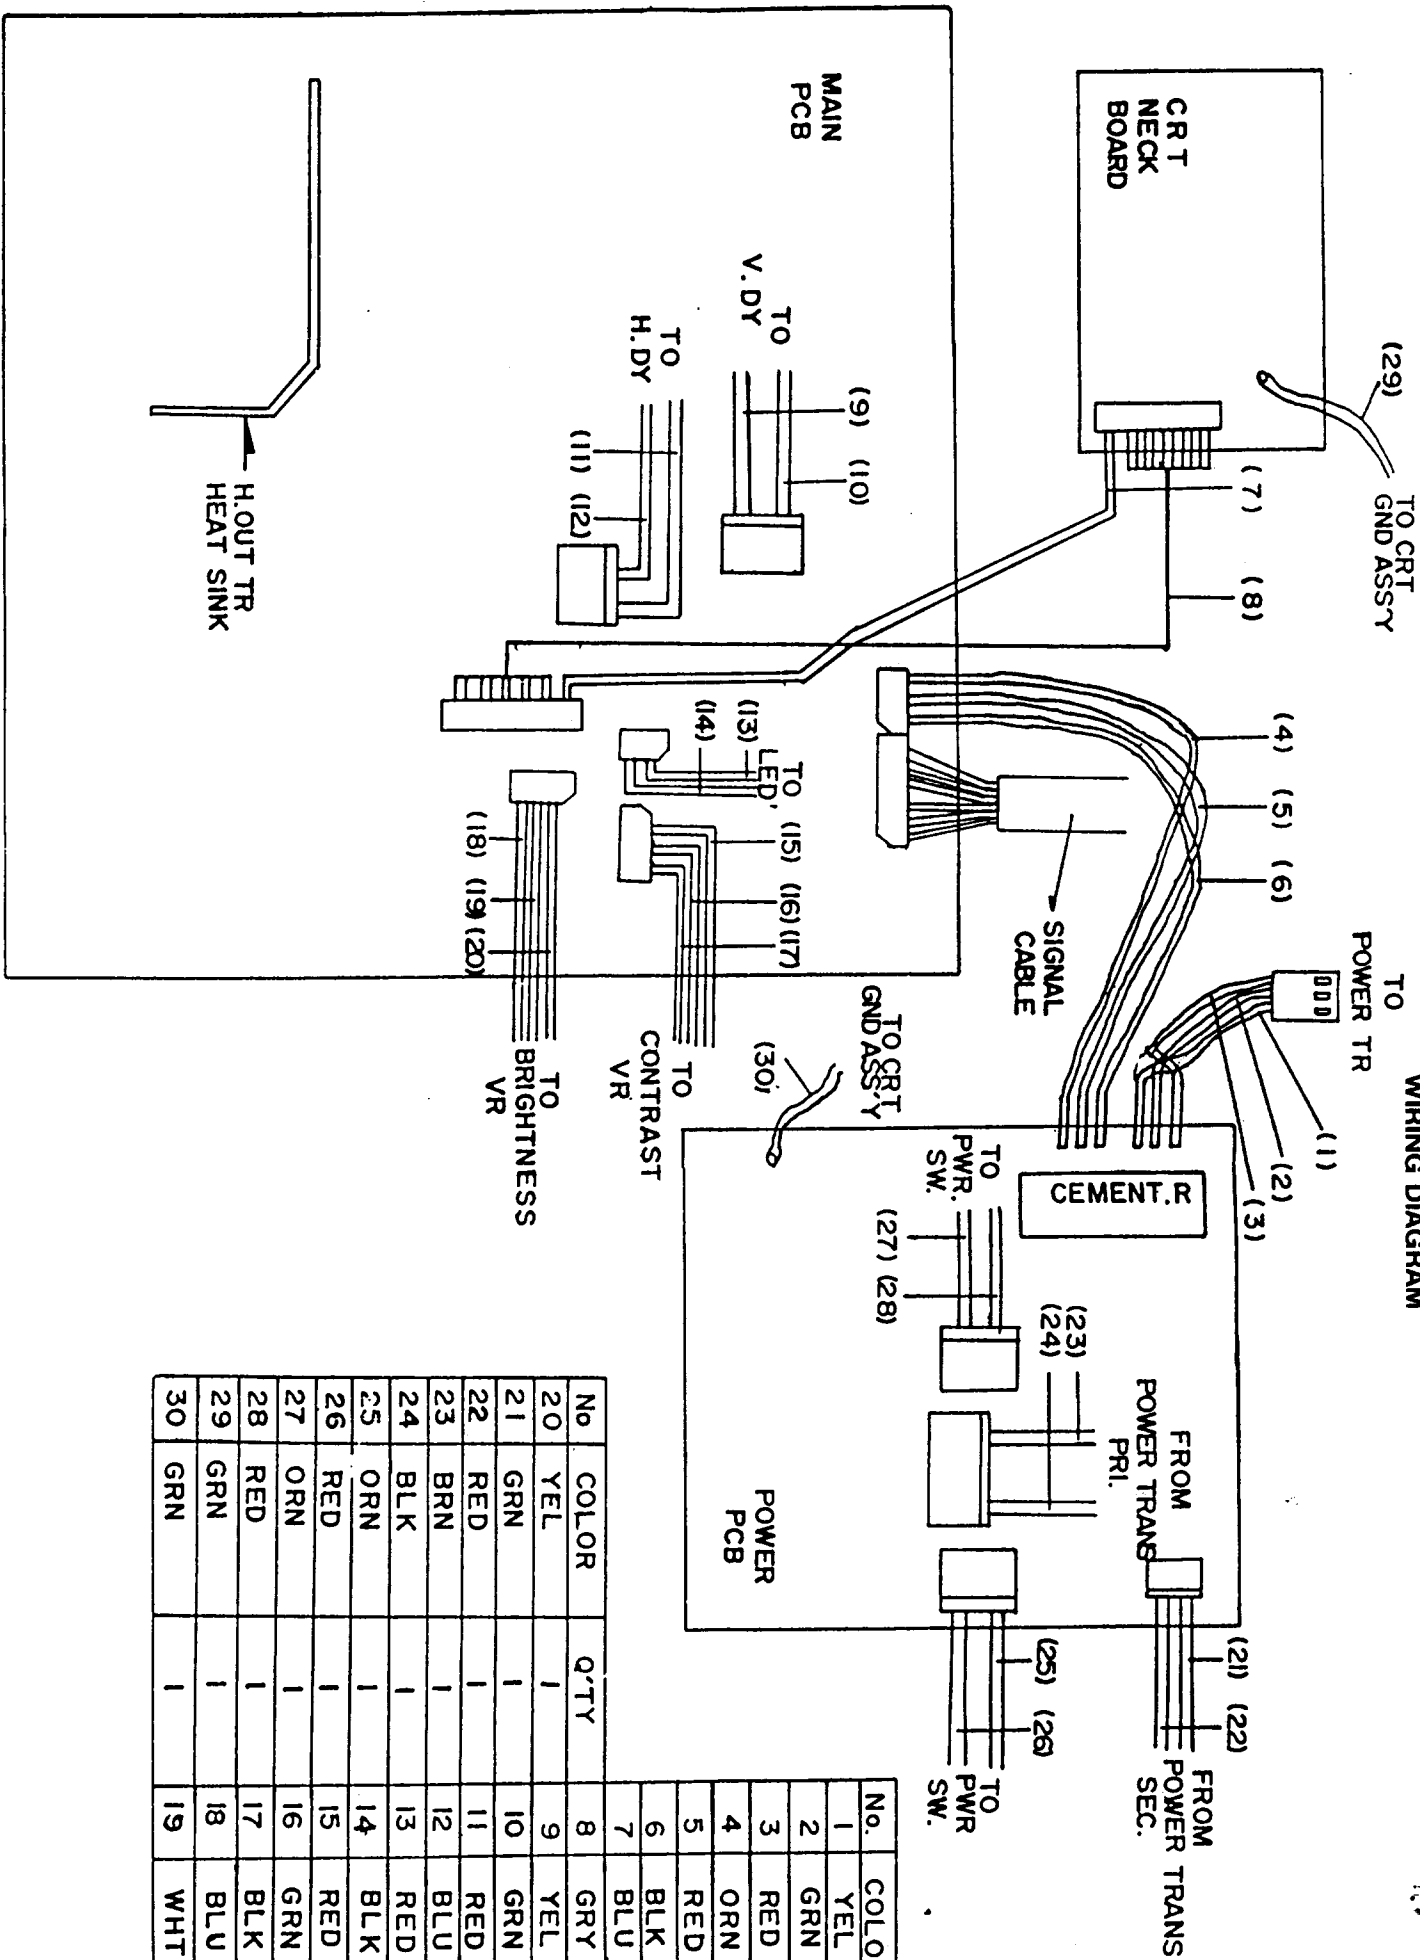 WIRING DIAGRAM
TO
POWER TR
(1)
(2)
(3)
(29)
TO CRT
GND ASS'Y
CRT
NECK
BOARD
(7)
(8)
(4)
(5)
(6)
SIGNAL
CABLE
MAIN
PCB
TO
V.DY
(9)
(10)
TO
H.DY
(11)
(12)
H.OUT TR
HEAT SINK
(13)
(14)
TO
LED
(15)
(16)
(17)
(18)
(19)
(20)
TO
CONTRAST
VR
TO
BRIGHTNESS
VR
TO CRT
GND ASS'Y
(30)
CEMENT.R
TO
PWR.
SW.
(27)
(28)
(23)
(24)
FROM
POWER TRANS
PRI.
POWER
PCB
(21)
(22)
FROM
POWER TRANS
SEC.
(25)
(26)
TO
PWR
SW.
No. COLO
1 YEL
2 GRN
3 RED
4 ORN
5 RED
6 BLK
7 BLU
No COLOR Q'TY 8 GRY
20 YEL 1 9 YEL
21 GRN 1 10 GRN
22 RED 1 11 RED
23 BRN 1 12 BLU
24 BLK 1 13 RED
25 ORN 1 14 BLK
26 RED 1 15 RED
27 ORN 1 16 GRN
28 RED 1 17 BLK
29 GRN 1 18 BLU
30 GRN 1 19 WHT